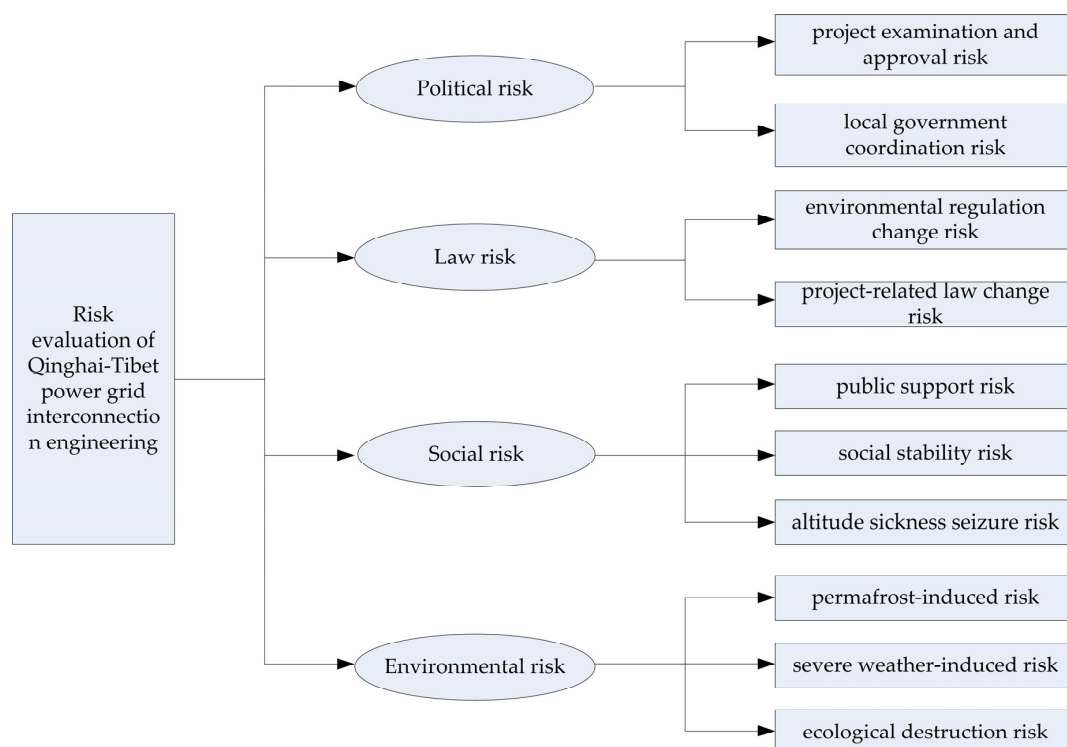 Risk
evaluation of
Qinghai-Tibet
power grid
interconnectio
n engineering
Political risk
project examination and
approval risk
local government
coordination risk
Law risk
environmental regulation
change risk
project-related law change
risk
Social risk
public support risk
social stability risk
altitude sickness seizure risk
Environmental risk
permafrost-induced risk
severe weather-induced risk
ecological destruction risk